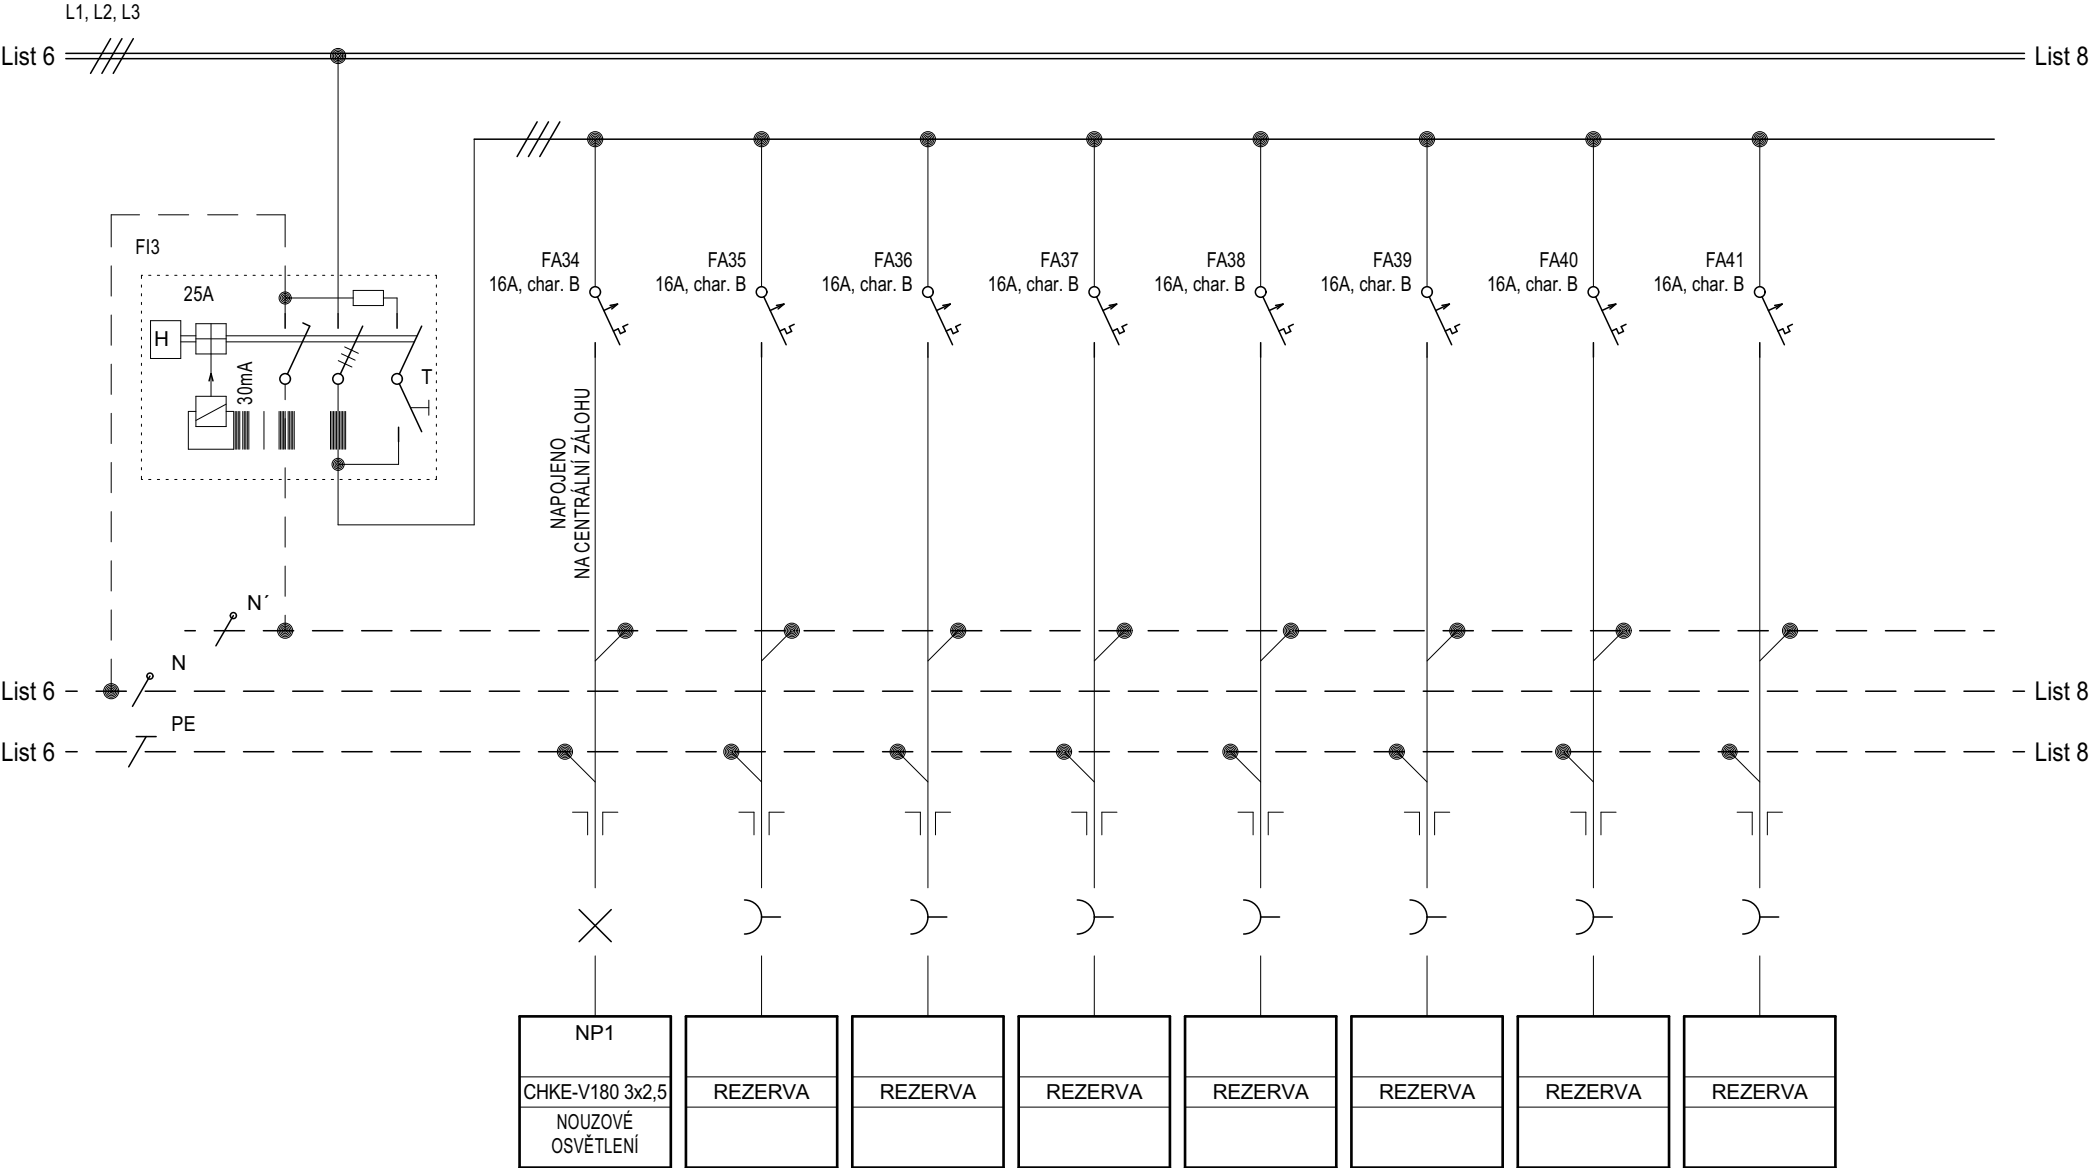 L1, L2, L3
List 6
List 8
FI3
25A
H
30mA
T
FA34
16A, char. B
FA35
16A, char. B
FA36
16A, char. B
FA37
16A, char. B
FA38
16A, char. B
FA39
16A, char. B
FA40
16A, char. B
FA41
16A, char. B
NAPOJENO
NA CENTRÁLNÍ ZÁLOHU
N´
N
List 6
List 8
PE
List 6
List 8
NP1
CHKE-V180 3x2,5
NOUZOVÉ
OSVĚTLENÍ
REZERVA
REZERVA
REZERVA
REZERVA
REZERVA
REZERVA
REZERVA